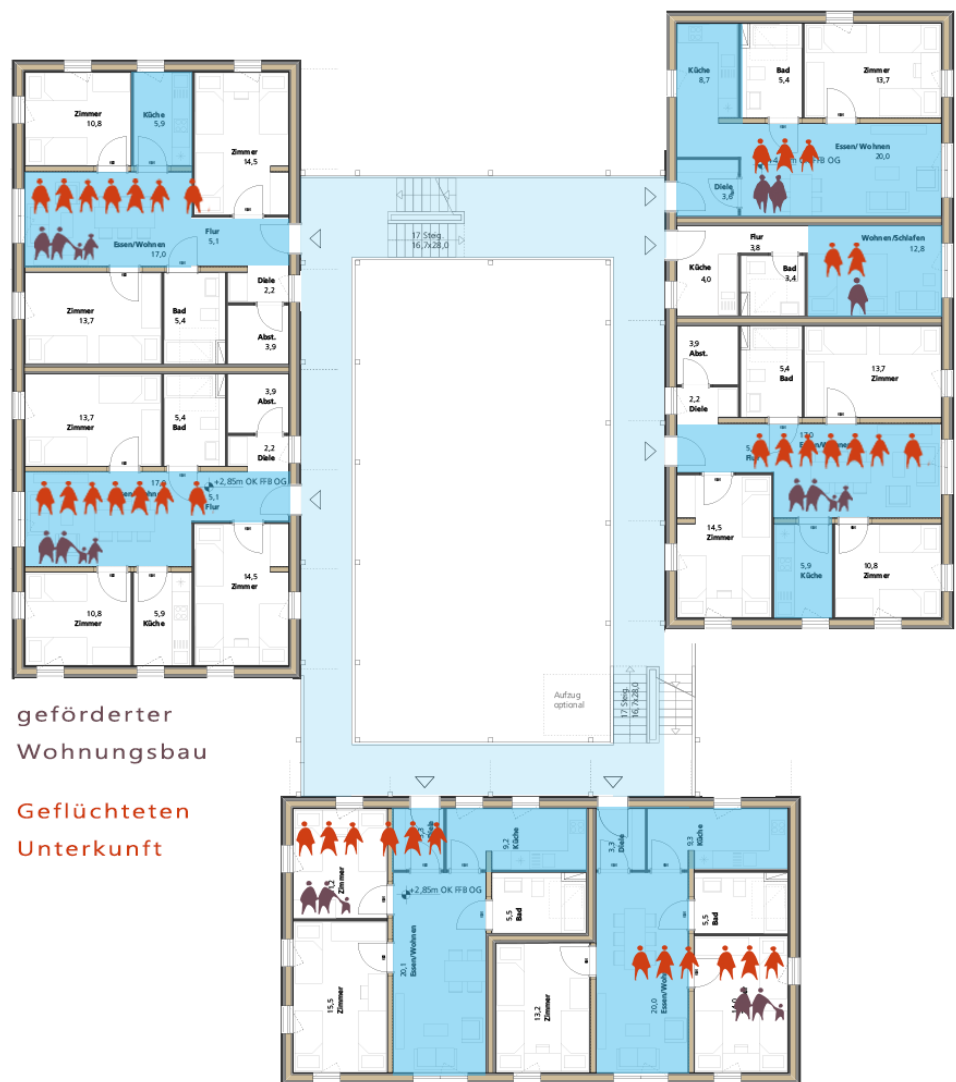 Zimmer
10,8
Küche
5,9
Zimmer
14,5
Essen/Wohnen
17,0
Flur
5,1
Zimmer
13,7
Bad
5,4
Diele
2,2
Abst.
3,9
13,7
Zimmer
5,4
Bad
3,9
Abst.
2,2
Diele
+2,85m OK FFB OG
5,1
Flur
10,8
Zimmer
5,9
Küche
14,5
Zimmer
17 Steig.
16,7x28,0
Küche
8,7
Bad
5,4
Zimmer
13,7
Essen/Wohnen
20,0
FFB OG
Diele
Flur
3,8
Küche
4,0
Bad
3,4
Wohnen/Schlafen
12,8
3,9
Abst.
2,2
Diele
5,4
Bad
13,7
Zimmer
14,5
Zimmer
5,9
Küche
10,8
Zimmer
Aufzug
optional
17 Steig.
16,7x28,0
geförderter
Wohnungsbau
Geflüchteten
Unterkunft
Zimmer
9,2
Küche
+2,85m OK FFB OG
5,5
Bad
15,5
Zimmer
20,1
Essen/Wohnen
13,2
Zimmer
3,3
Diele
9,3
Küche
5,5
Bad
20,0